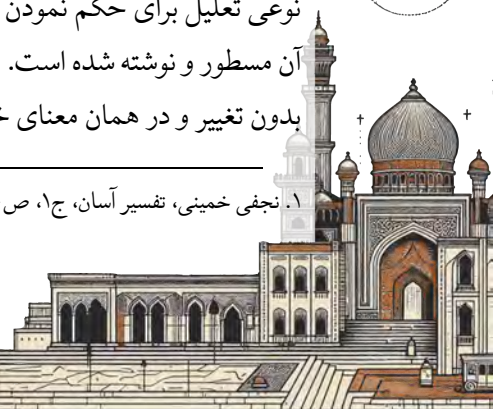 نوعی تعلیل برای حکم نمودن
آن مسطور و نوشته شده است.
بدون تغییر و در همان معنای
۱. نجفی خمینی، تفسیر آسان، ج۱، ص